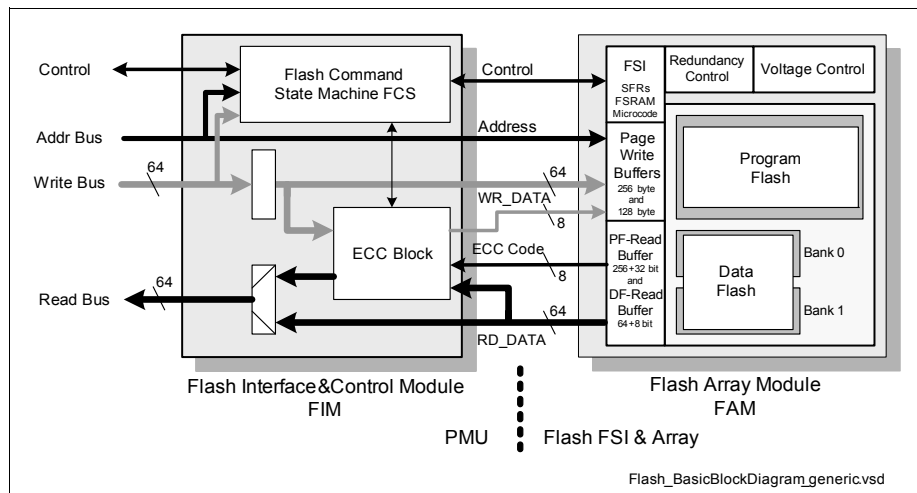 Control
Addr Bus
Write Bus
64
Read Bus
64
Flash Command
State Machine FCS
ECC Block
Control
Address
64
WR_DATA
8
ECC Code
8
64
RD_DATA
FSI
SFRs
FSRAM
Microcode
Redundancy
Control
Voltage Control
Page
Write
Buffers
256 byte
and
128 byte
PF-Read
Buffer
256+32 bit
and
DF-Read
Buffer
64+8 bit
Program
Flash
Data
Flash
Bank 0
Bank 1
Flash Interface&Control Module
FIM
Flash Array Module
FAM
PMU
Flash FSI & Array
Flash_BasicBlockDiagram_generic.vsd